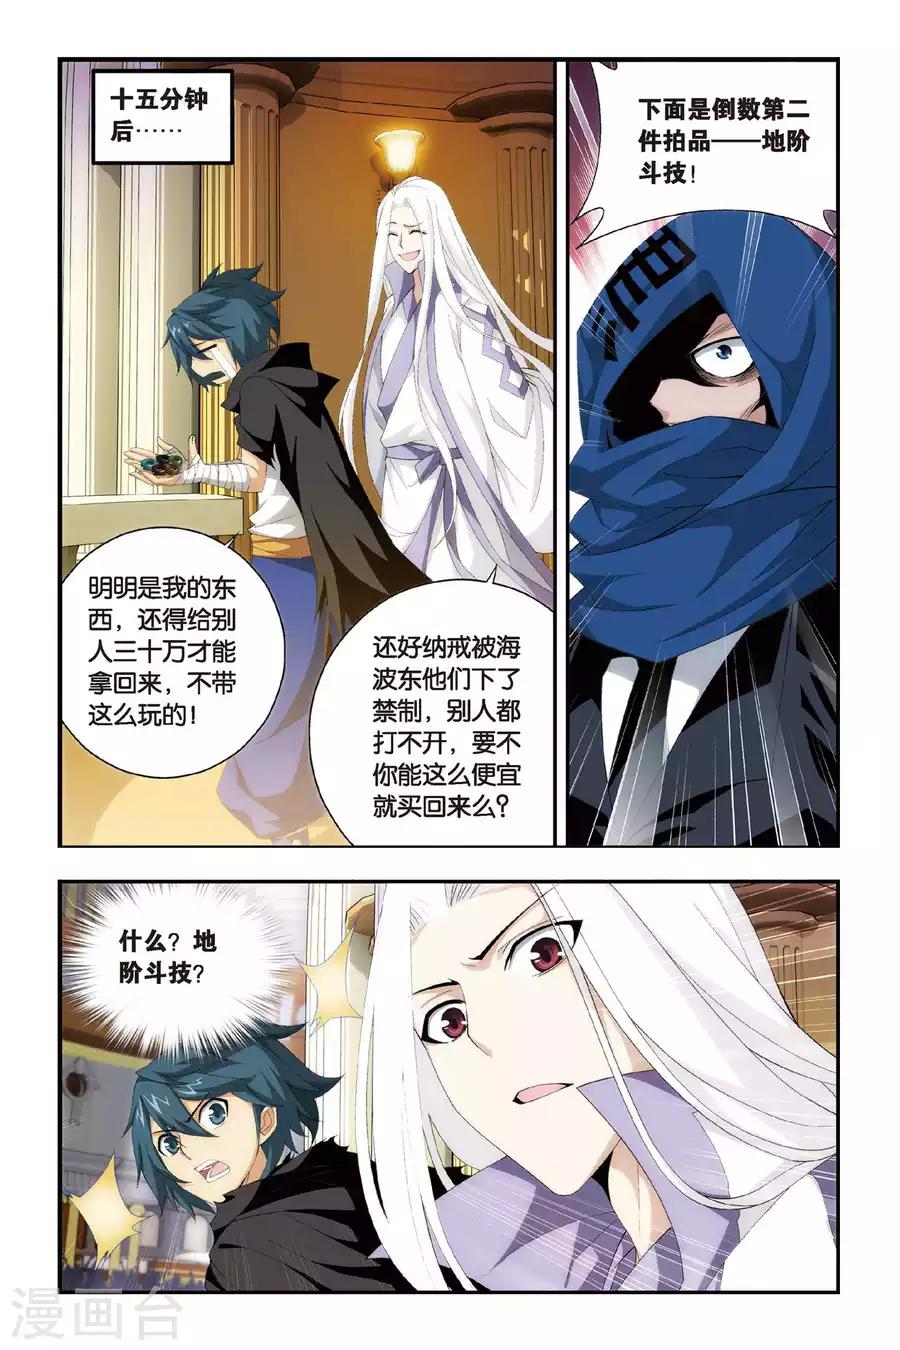 十五分钟
后······
下面是倒数第二
件拍品——地阶
斗技！
明明是我的东
西，还得给别
人三十万才能
拿回来，不带
这么玩的！
还好纳戒被海
波东他们下了
禁制，别人都
打不开，要不
你能这么便宜
就买回来么？
什么？地
阶斗技？
漫画台